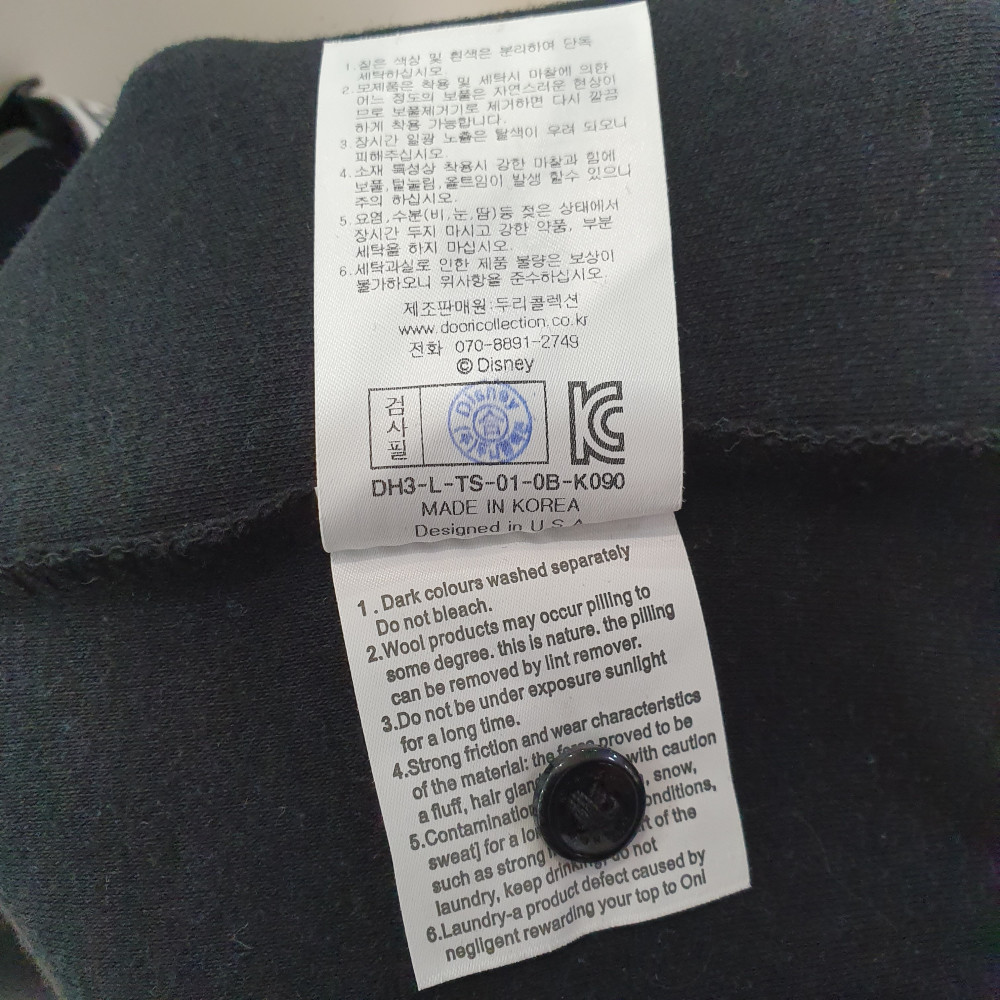 1. 짙은 색상 및 흰색은 분리하여 단독
세탁하십시오
2. 모제품은 착용 및 세탁시 마찰에 의한
어느 정도의 보풀은 자연스러운 현상이
므로 보풀제거기로 제거하면 다시 깔끔
하게 착용 가능합니다.
3. 장시간 일광 노출은 탈색이 우려 되오니
피해주십시오.
4. 소재 특성상 착용시 강한 마찰과 힘에
보풀,털눌림,올트임이 발생 할수 있으니
주의 하십시오.
5. 요염,수분(비,눈,땀)등 젖은 상태에서
장시간 두지 마시고 강한 약품, 부분
세탁을 하지 마십시오.
6. 세탁과실로 인한 제품 불량은 보상이
불가하오니 위사항을 준수하십시오.
제조판매원:두리콜렉션
www.dooricollection.co.kr
전화 070-8891-2749
© Disney
검사필
Disney
KC
DH3-L-TS-01-0B-K090
MADE IN KOREA
Designed in U.S.A
1 . Dark colours washed separately
Do not bleach.
2.Wool products may occur pilling to
some degree. this is nature. the pilling
can be removed by lint remover.
3.Do not be under exposure sunlight
for a long time.
4.Strong friction and wear characteristics
of the material: the force proved to be
a fluff, hair with caution
5.Contamination , snow,
sweat] for a conditions,
such as strong of the
laundry, keep drinking, do not
6.Laundry-a product defect caused by
negligent rewarding your top to Onl